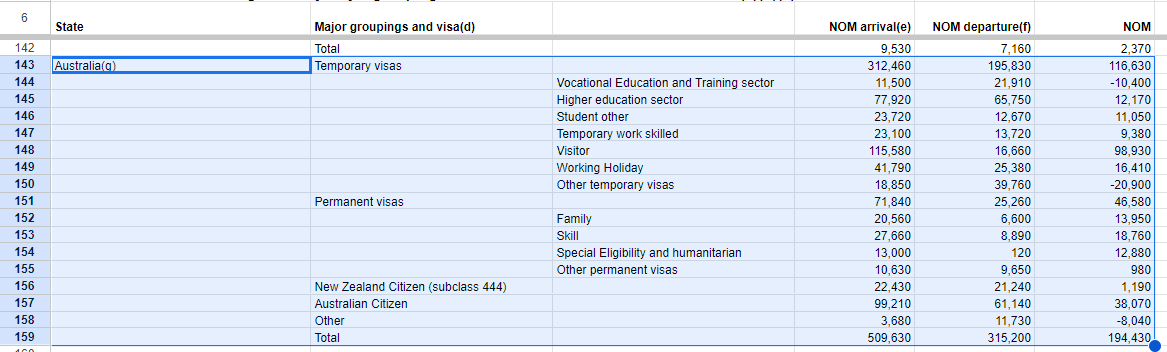 6 State Major groupings and visa(d) NOM arrival(e) NOM departure(f) NOM
142 Total 9,530 7,160 2,370
143 Australia(g) Temporary visas 312,460 195,830 116,630
144 Vocational Education and Training sector 11,500 21,910 -10,400
145 Higher education sector 77,920 65,750 12,170
146 Student other 23,720 12,670 11,050
147 Temporary work skilled 23,100 13,720 9,380
148 Visitor 115,580 16,660 98,930
149 Working Holiday 41,790 25,380 16,410
150 Other temporary visas 18,850 39,760 -20,900
151 Permanent visas 71,840 25,260 46,580
152 Family 20,560 6,600 13,950
153 Skill 27,660 8,890 18,760
154 Special Eligibility and humanitarian 13,000 120 12,880
155 Other permanent visas 10,630 9,650 980
156 New Zealand Citizen (subclass 444) 22,430 21,240 1,190
157 Australian Citizen 99,210 61,140 38,070
158 Other 3,680 11,730 -8,040
159 Total 509,630 315,200 194,430